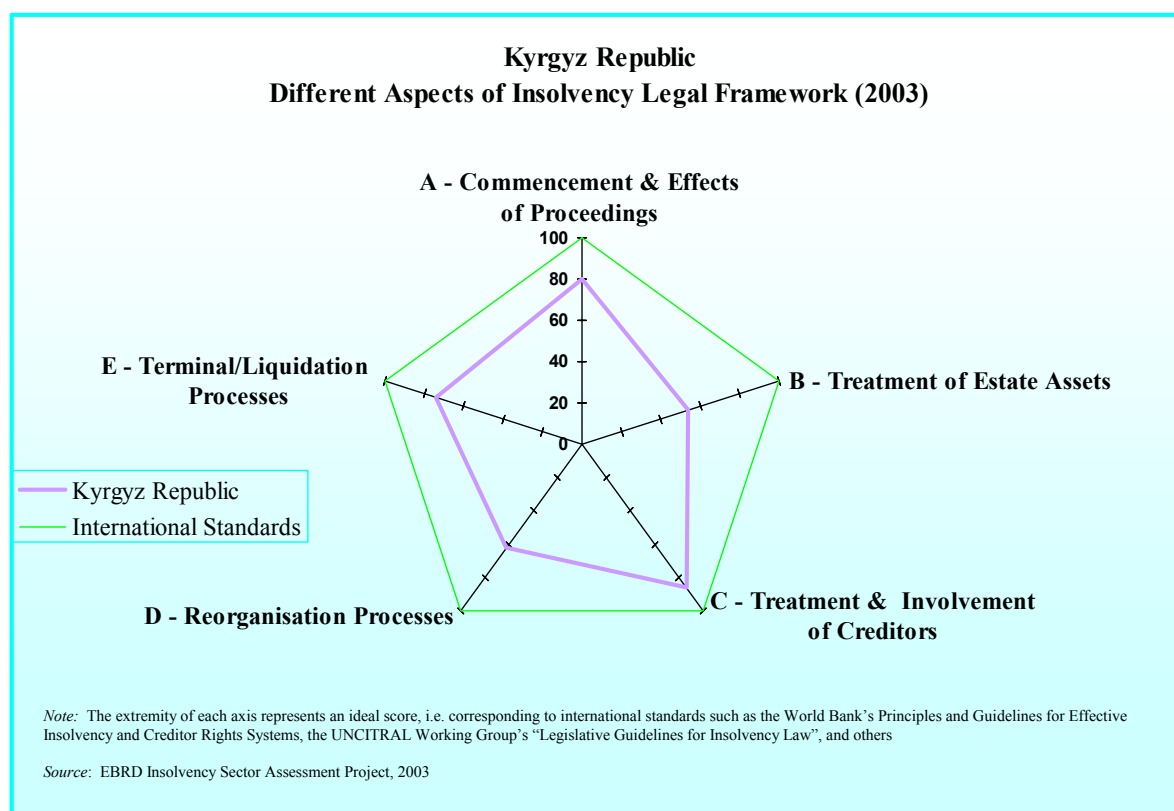 Kyrgyz Republic
Different Aspects of Insolvency Legal Framework (2003)
A - Commencement & Effects
of Proceedings
100
80
60
40
20
0
E - Terminal/Liquidation
Processes
B - Treatment of Estate Assets
Kyrgyz Republic
International Standards
D - Reorganisation Processes
C - Treatment & Involvement
of Creditors
Note: The extremity of each axis represents an ideal score, i.e. corresponding to international standards such as the World Bank's Principles and Guidelines for Effective
Insolvency and Creditor Rights Systems, the UNCITRAL Working Group's “Legislative Guidelines for Insolvency Law”, and others
Source: EBRD Insolvency Sector Assessment Project, 2003